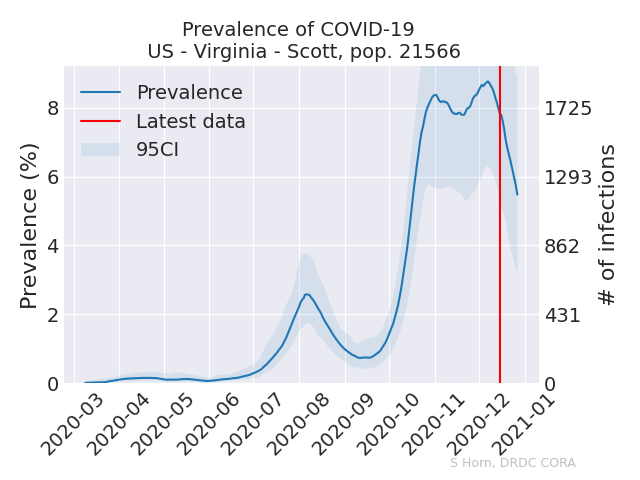 Prevalence of COVID-19
US - Virginia - Scott, pop. 21566
Prevalence
Latest data
95CI
Prevalence (%)
8
6
4
2
0
1725
1293
862
431
0
# of infections
2020-03
2020-04
2020-05
2020-06
2020-07
2020-08
2020-09
2020-10
2020-11
2020-12
2021-01
S Horn, DRDC CORA